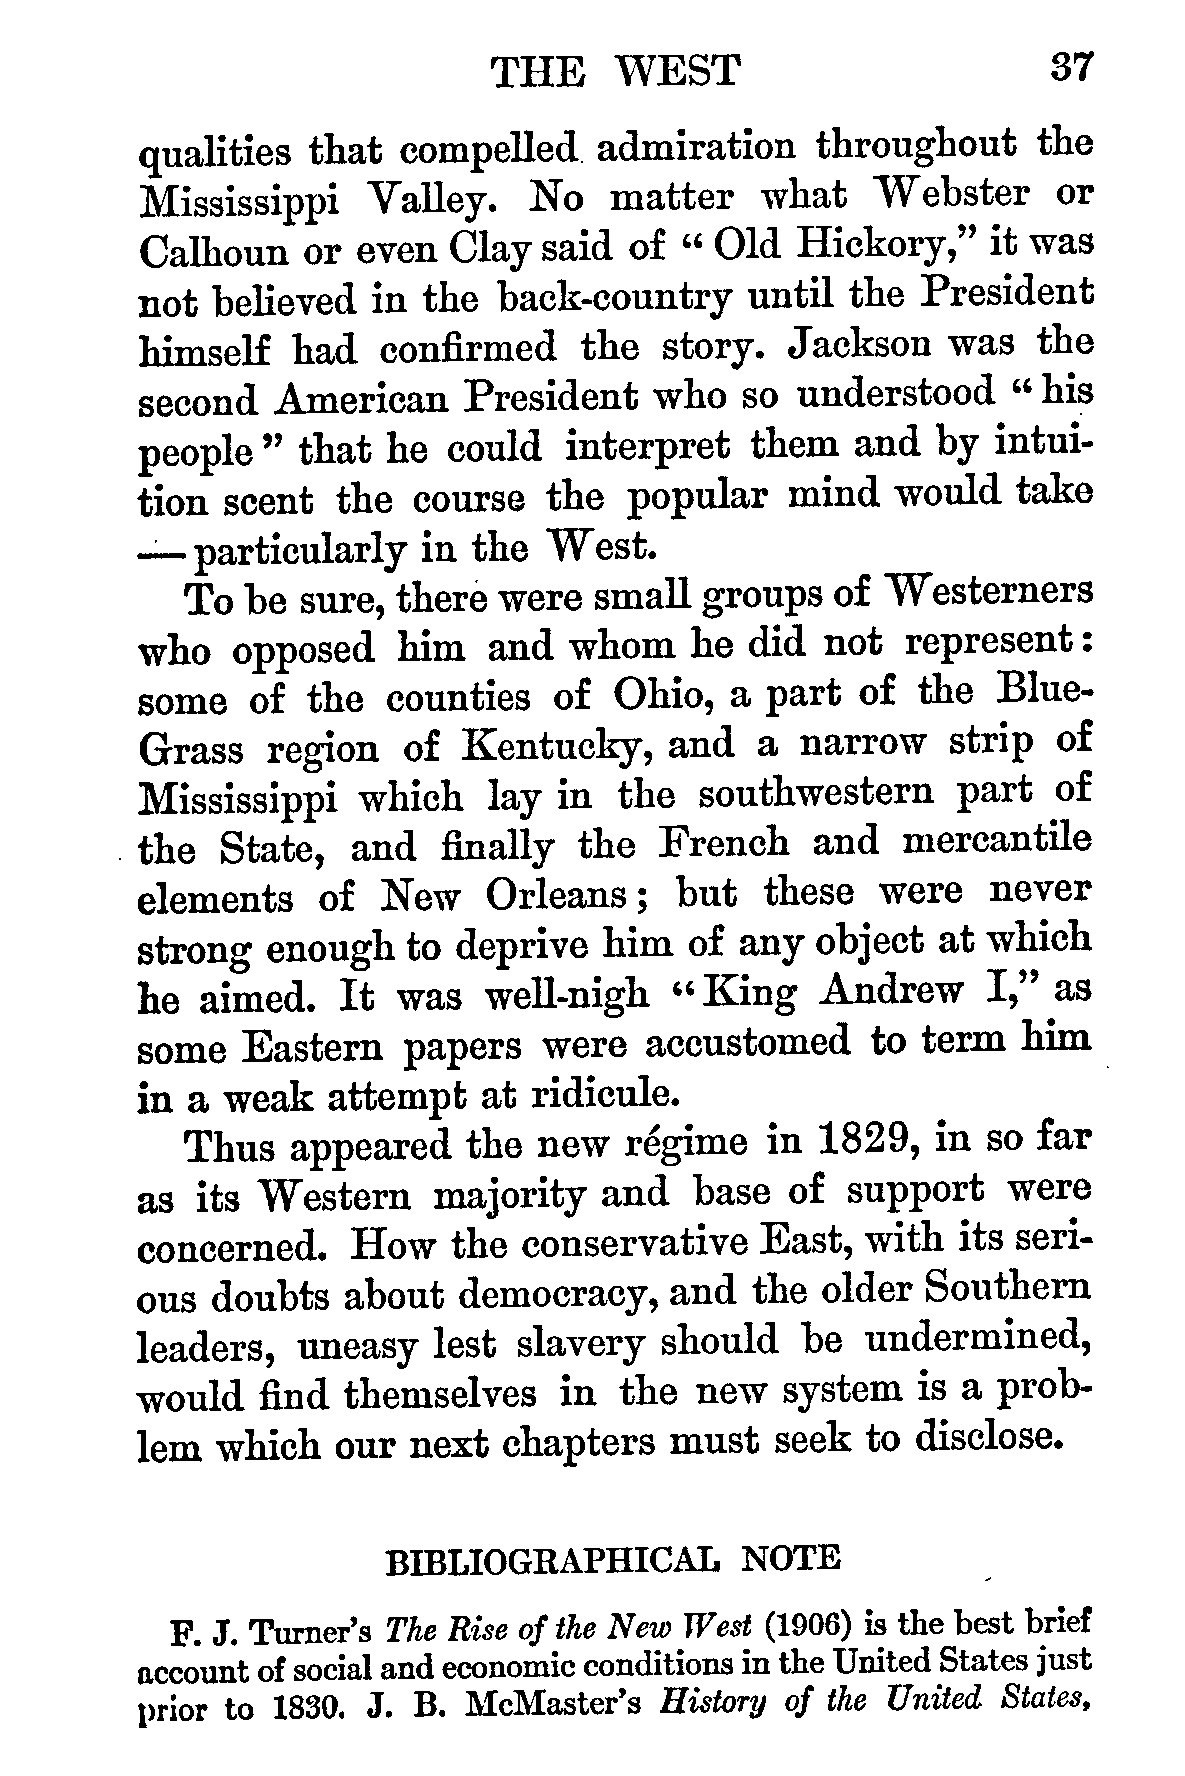 THE WEST 37
qualities that compelled admiration throughout the
Mississippi Valley. No matter what Webster or
Calhoun or even Clay said of “ Old Hickory,” it was
not believed in the back-country until the President
himself had confirmed the story. Jackson was the
second American President who so understood “ his
people ” that he could interpret them and by intui-
tion scent the course the popular mind would take
— particularly in the West.
To be sure, there were small groups of Westerners
who opposed him and whom he did not represent:
some of the counties of Ohio, a part of the Blue-
Grass region of Kentucky, and a narrow strip of
Mississippi which lay in the southwestern part of
the State, and finally the French and mercantile
elements of New Orleans; but these were never
strong enough to deprive him of any object at which
he aimed. It was well-nigh “ King Andrew I,” as
some Eastern papers were accustomed to term him
in a weak attempt at ridicule.
Thus appeared the new régime in 1829, in so far
as its Western majority and base of support were
concerned. How the conservative East, with its seri-
ous doubts about democracy, and the older Southern
leaders, uneasy lest slavery should be undermined,
would find themselves in the new system is a prob-
lem which our next chapters must seek to disclose.
BIBLIOGRAPHICAL NOTE
F. J. Turner’s The Rise of the New West (1906) is the best brief
account of social and economic conditions in the United States just
prior to 1830. J. B. McMaster’s History of the United States,